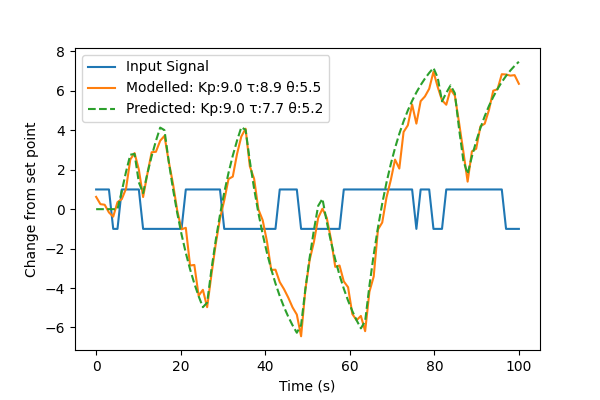 Input Signal
Modelled: Kp:9.0 τ:8.9 θ:5.5
Predicted: Kp:9.0 τ:7.7 θ:5.2
Change from set point
8
6
4
2
0
−2
−4
−6
0 20 40 60 80 100
Time (s)